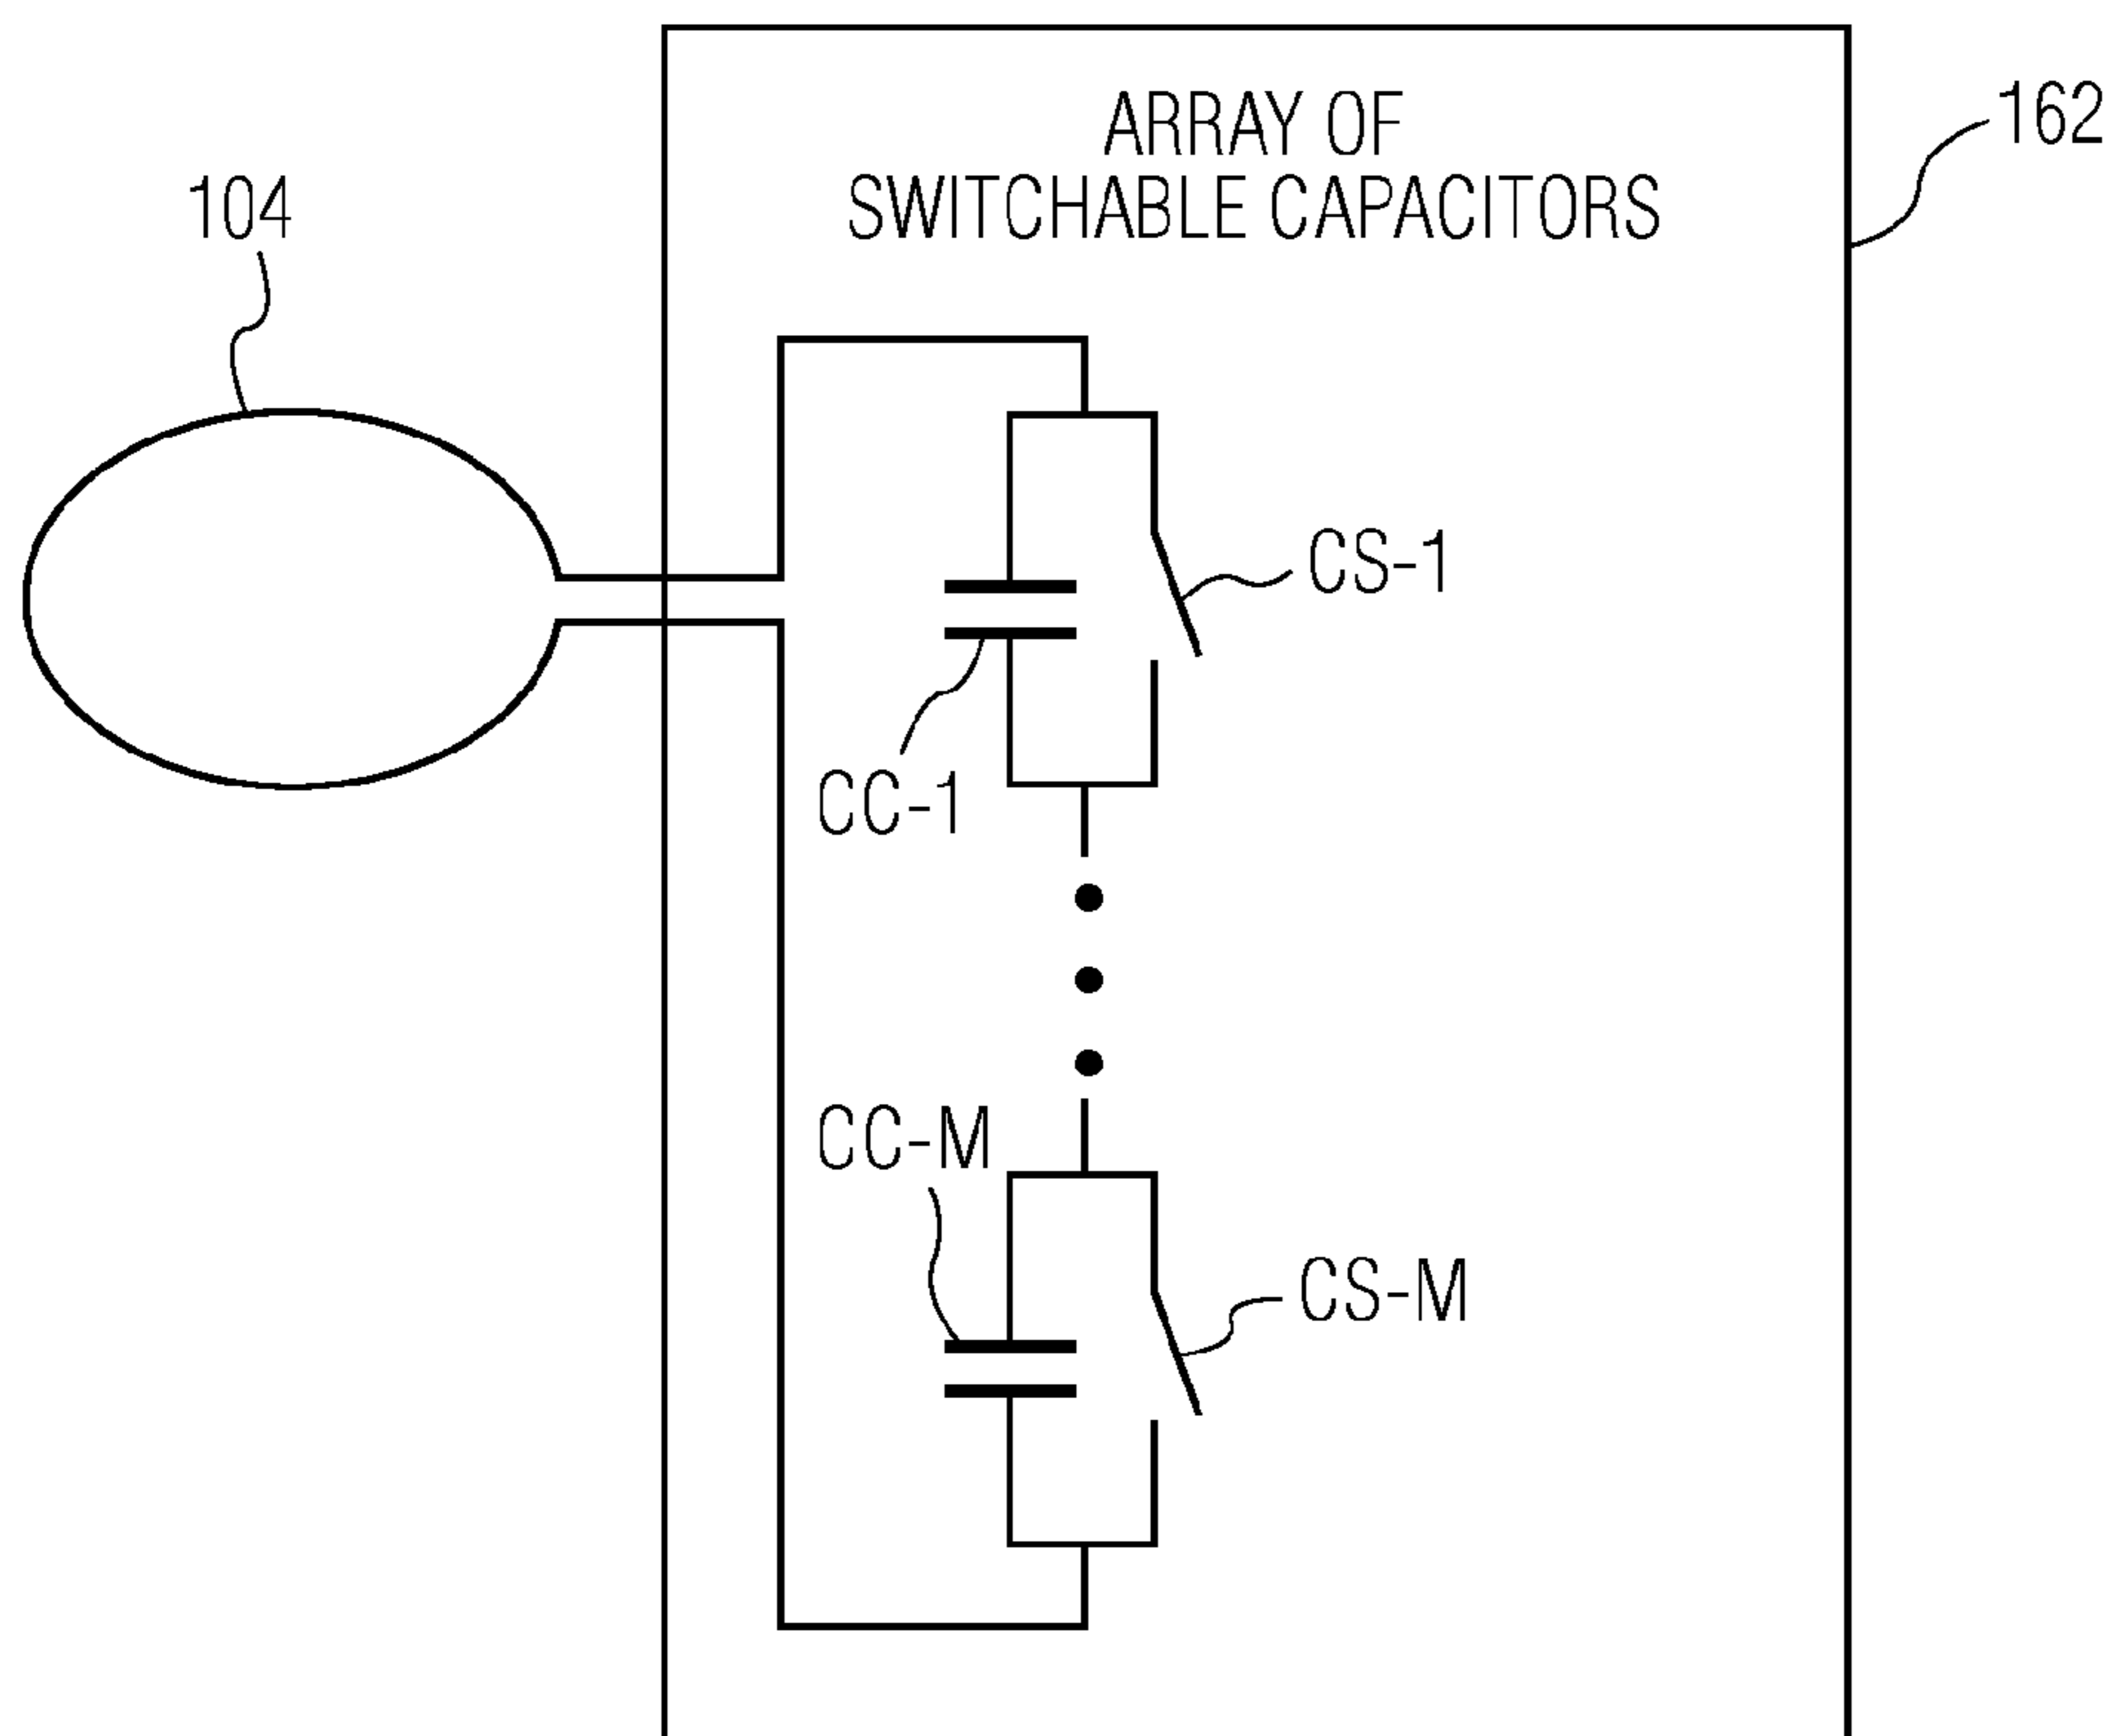 ARRAY OF
SWITCHABLE CAPACITORS
162
104
CS-1
CC-1
CC-M
CS-M